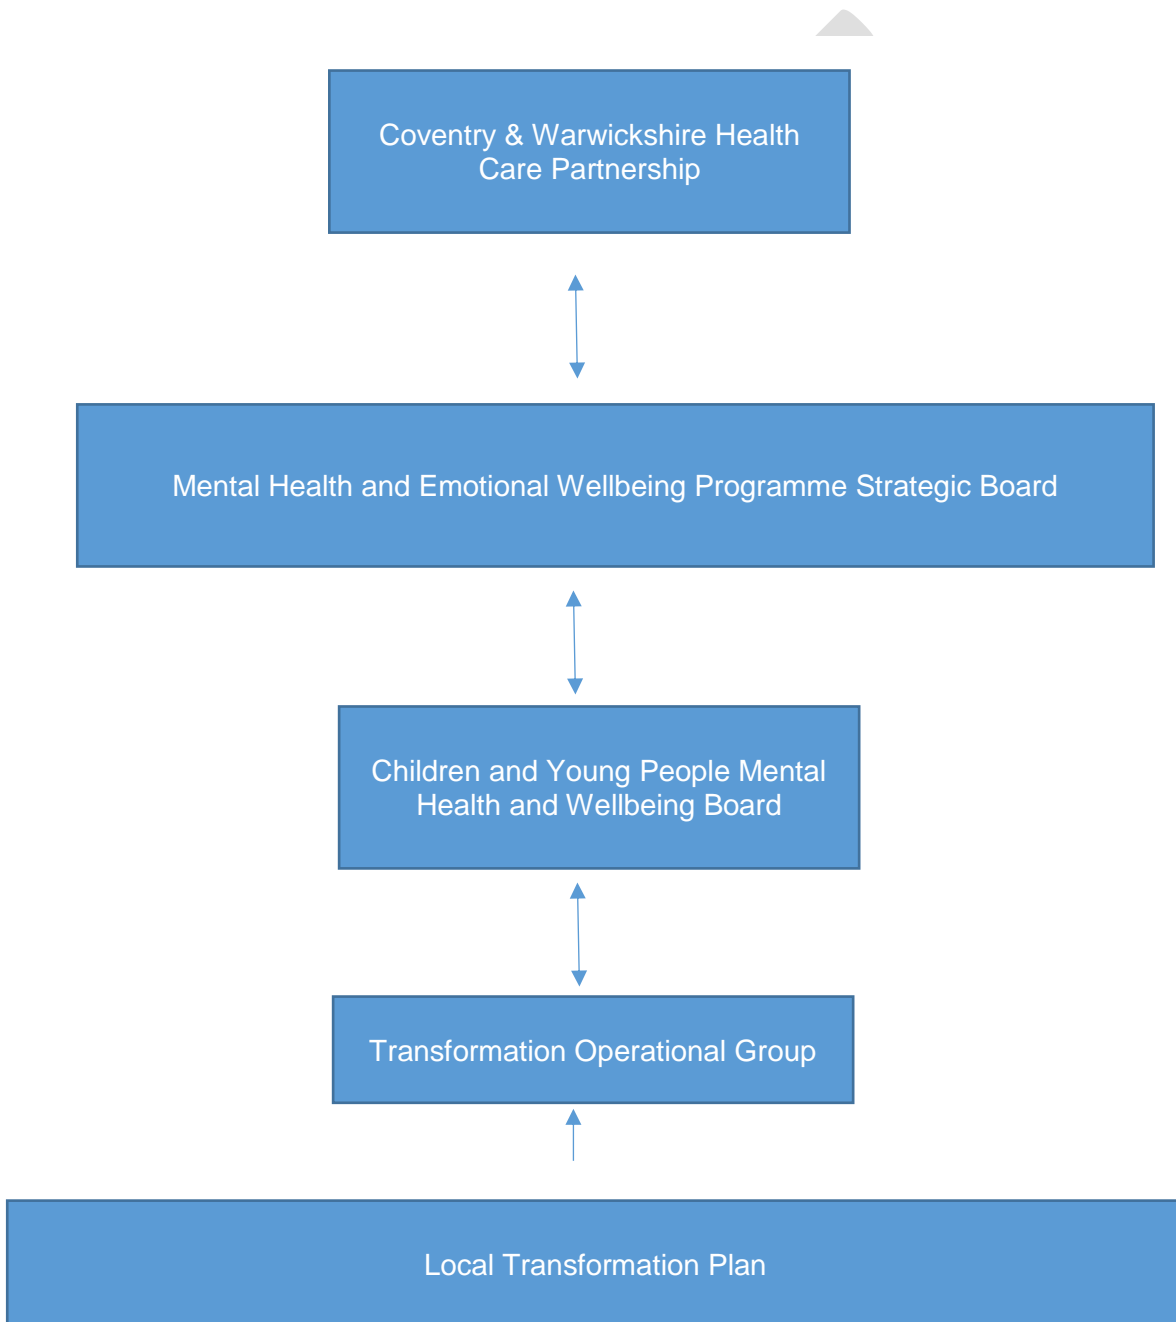 Coventry & Warwickshire Health
Care Partnership
Mental Health and Emotional Wellbeing Programme Strategic Board
Children and Young People Mental
Health and Wellbeing Board
Transformation Operational Group
Local Transformation Plan